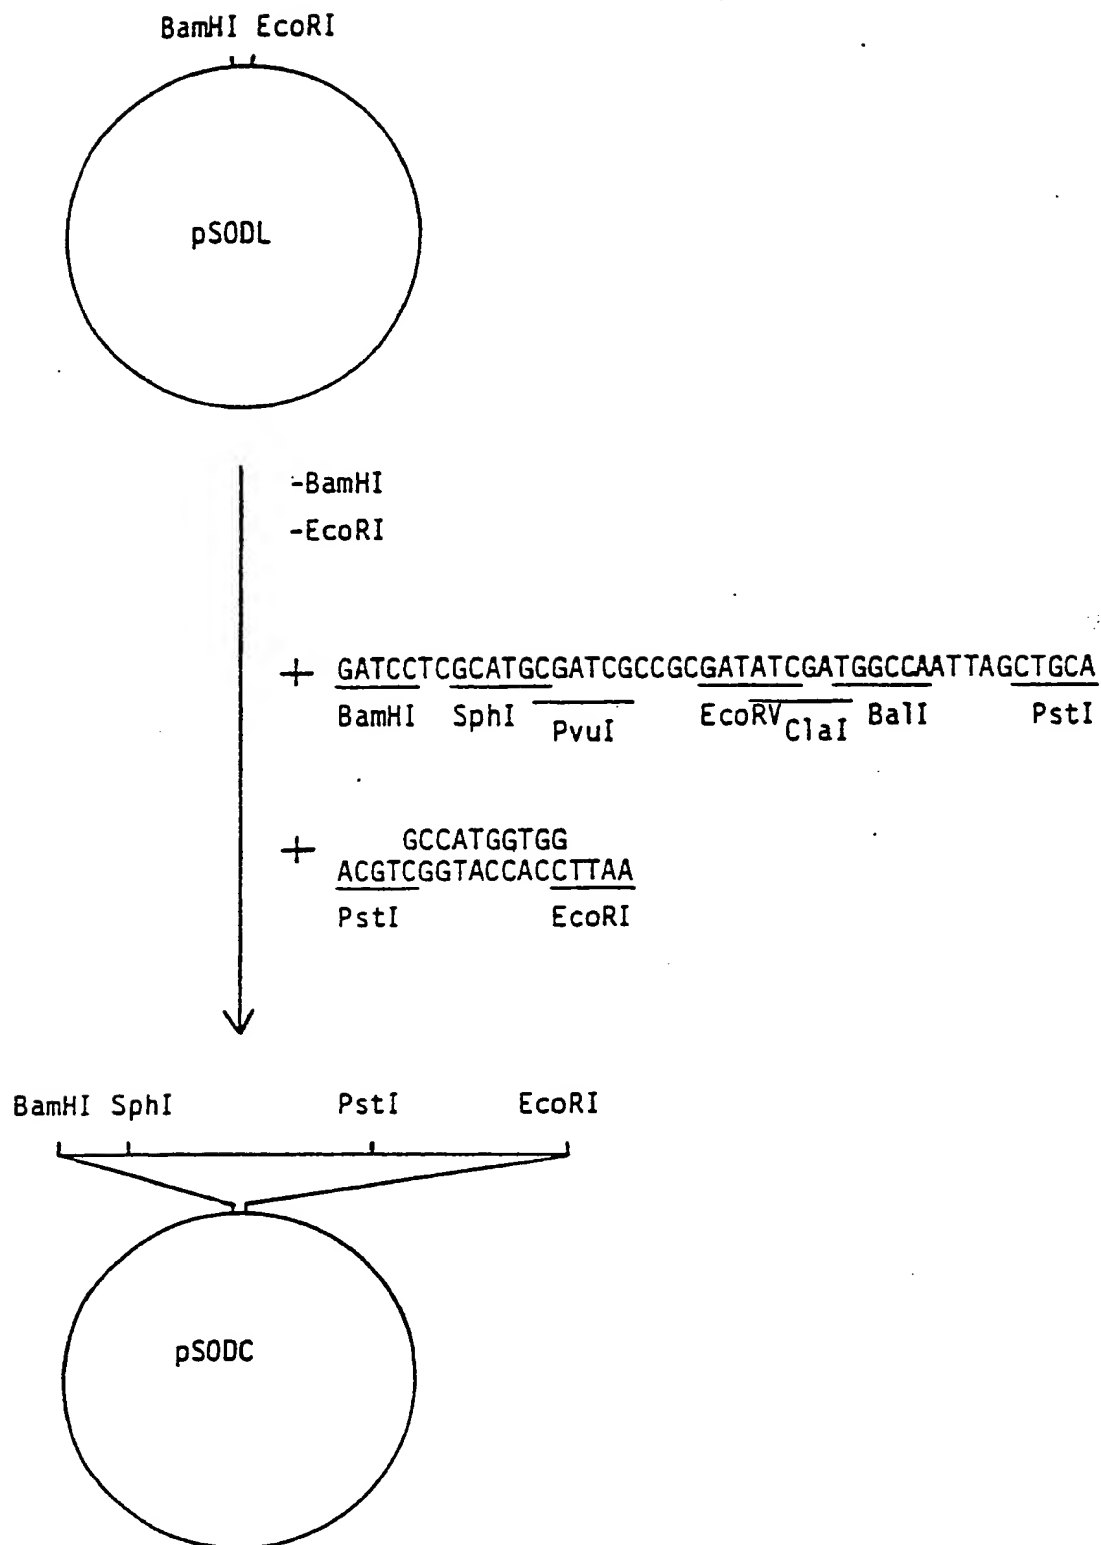 BamHI EcoRI
pSODL
-BamHI
-EcoRI
+ GATCCTCGCATGCGATCGCCGCGATATCGATGGCCAATTAGCTGCA
BamHI SphI PvuI EcoRV ClaI BalI PstI
+ GCCATGGTGG
ACGTCGGTACCACCTTAA
PstI EcoRI
BamHI SphI PstI EcoRI
pSODC